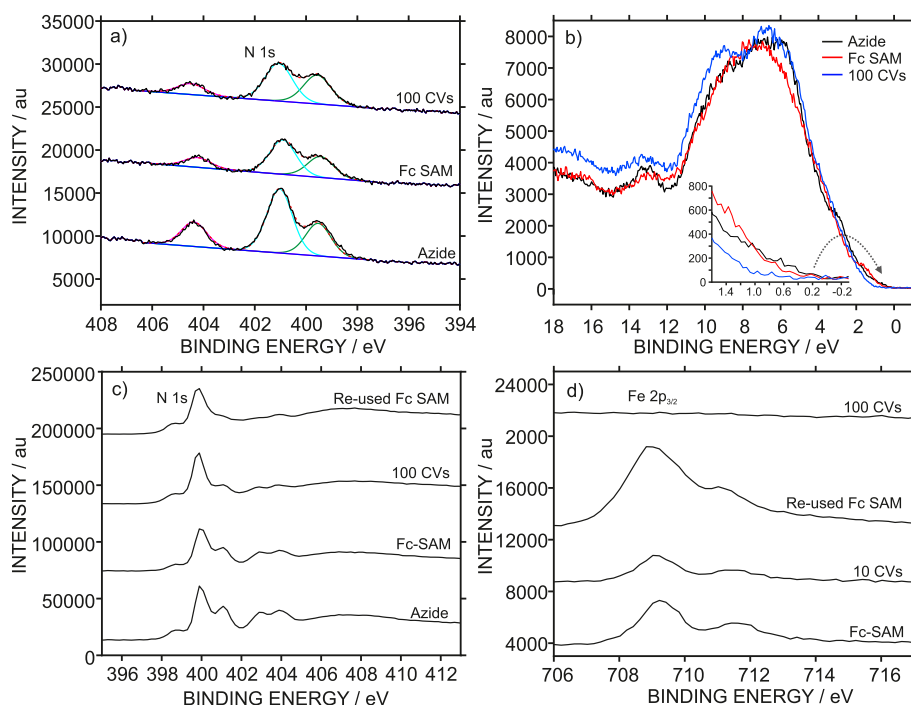 a)
N 1s
100 CVs
Fc SAM
Azide
35000
30000
25000
20000
15000
10000
5000
INTENSITY / au
408 406 404 402 400 398 396 394
BINDING ENERGY / eV
b)
Azide
Fc SAM
100 CVs
8000
7000
6000
5000
4000
3000
2000
1000
0
INTENSITY / au
800
600
400
200
0
1.4 1.0 0.6 0.2 -0.2
18 16 14 12 10 8 6 4 2 0
BINDING ENERGY / eV
c)
N 1s
Re-used Fc SAM
100 CVs
Fc-SAM
Azide
250000
200000
150000
100000
50000
0
INTENSITY / au
396 398 400 402 404 406 408 410 412
BINDING ENERGY / eV
d)
Fe 2p3/2
100 CVs
Re-used Fc SAM
10 CVs
Fc-SAM
24000
2000
16000
12000
8000
4000
INTENSITY / au
706 708 710 712 714 716
BINDING ENERGY / eV